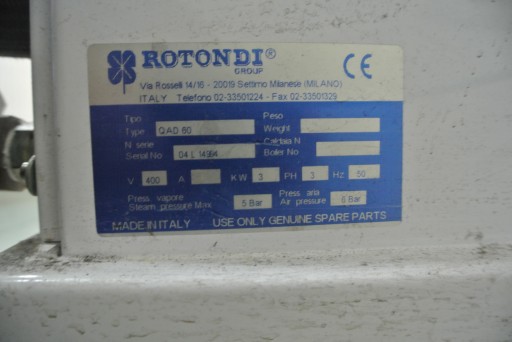 ROTONDI®
GROUP
CE
Via Rosselli 14/16 - 20019 Settimo Milanese (MILANO)
ITALY Telefono 02-33501224 - Fax 02-33501329
Tipo Peso
Type QAD 60 Weight
N serie Caldaia N
Serial No 04 L 14994 Boiler No
V 400 A KW 3 PH 3 Hz 50
Press vapore Press aria
Steam pressure Max 5 Bar Air pressure 6 Bar
MADE IN ITALY USE ONLY GENUINE SPARE PARTS